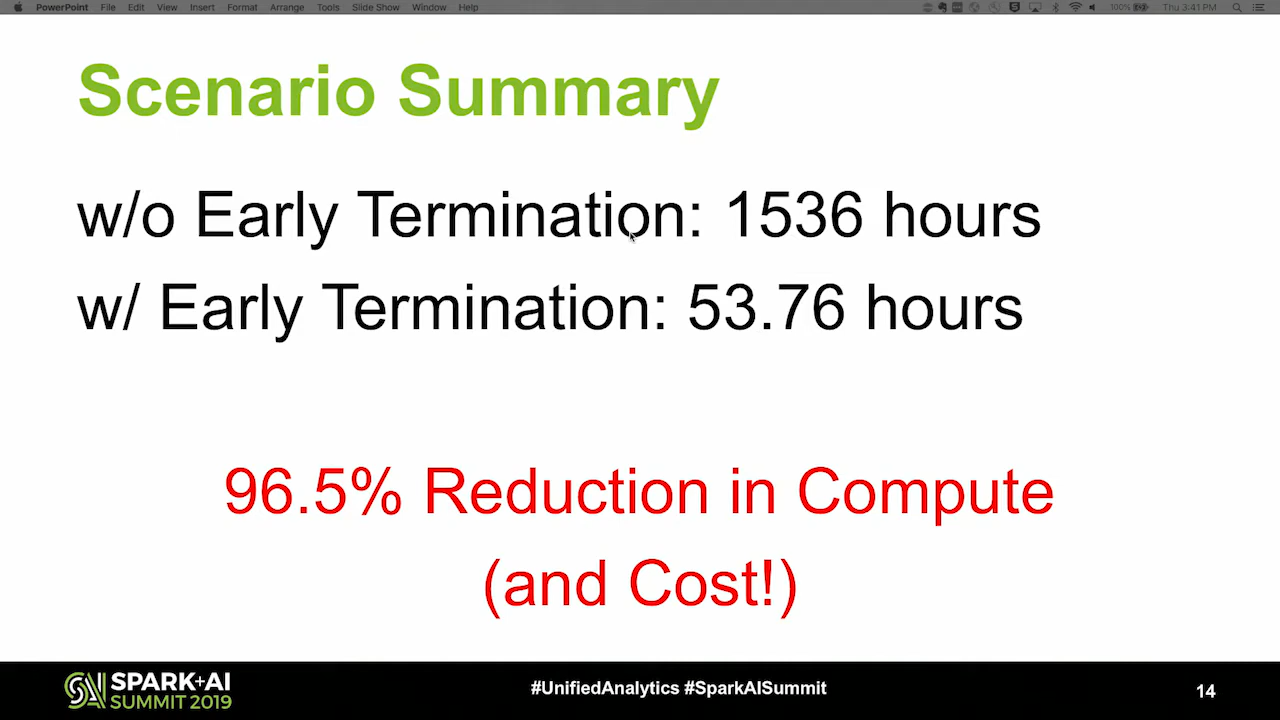 PowerPoint File Edit View Insert Format Arrange Tools Slide Show Window Help 100% Thu 3:41 PM
Scenario Summary
w/o Early Termination: 1536 hours
w/ Early Termination: 53.76 hours
96.5% Reduction in Compute
(and Cost!)
SPARK+AI
SUMMIT 2019
#UnifiedAnalytics #SparkAISummit
14